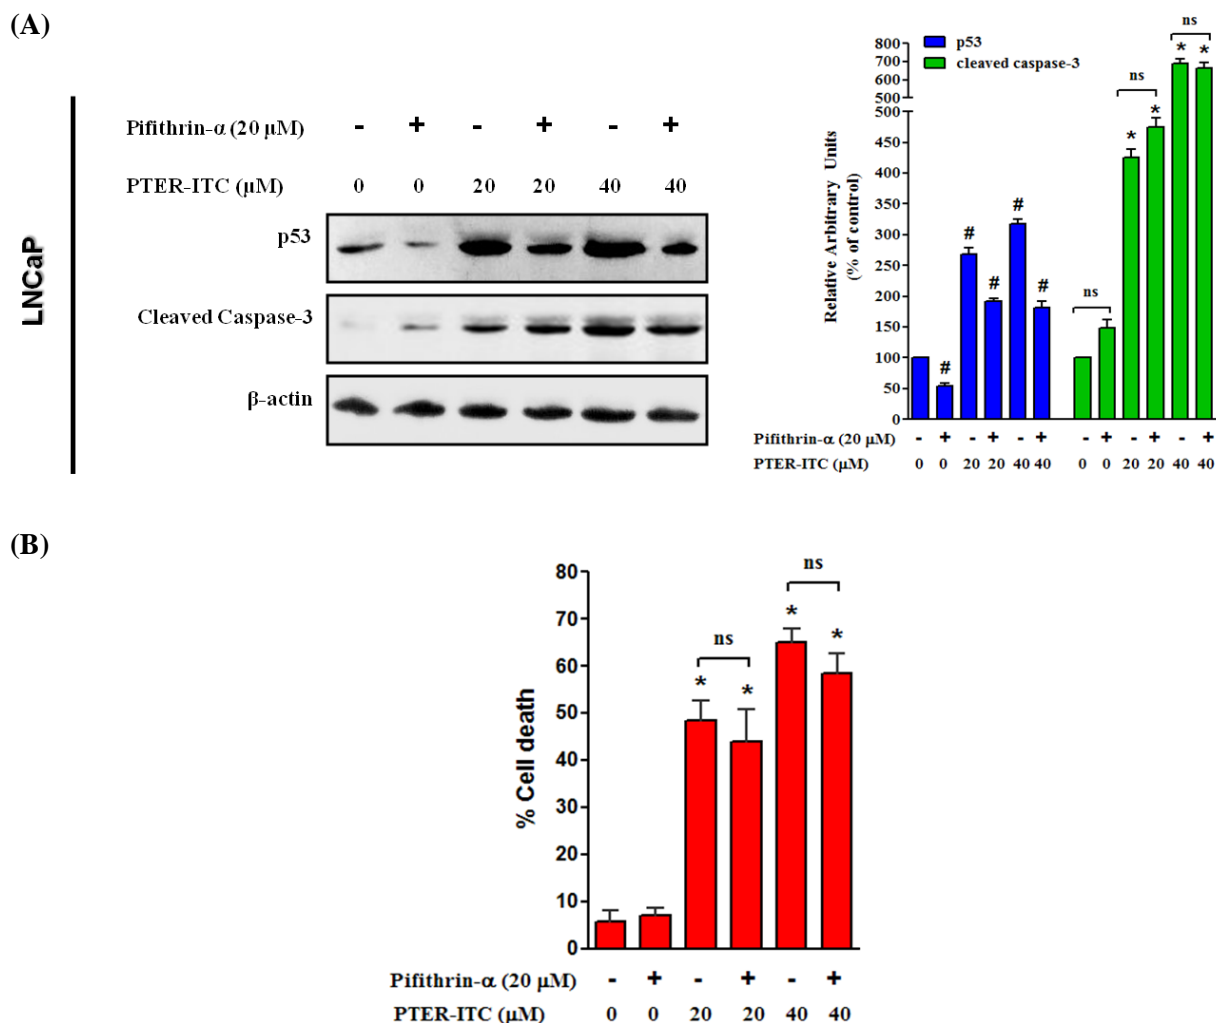 (A)
LNCaP
Pifithrin-α (20 μM) - + - + - +
PTER-ITC (μM) 0 0 20 20 40 40
p53
Cleaved Caspase-3
β-actin
p53
cleaved caspase-3
Relative Arbitrary Units
(% of control)
800
700
600
500
500
450
400
350
300
250
200
150
100
50
0
# # # # #
ns * * ns * * ns
Pifithrin-α (20 μM) - + - + - + - + - + - +
PTER-ITC (μM) 0 0 20 20 40 40 0 0 20 20 40 40
(B)
% Cell death
80
70
60
50
40
30
20
10
0
* * ns * * ns
Pifithrin-α (20 μM) - + - + - +
PTER-ITC (μM) 0 0 20 20 40 40